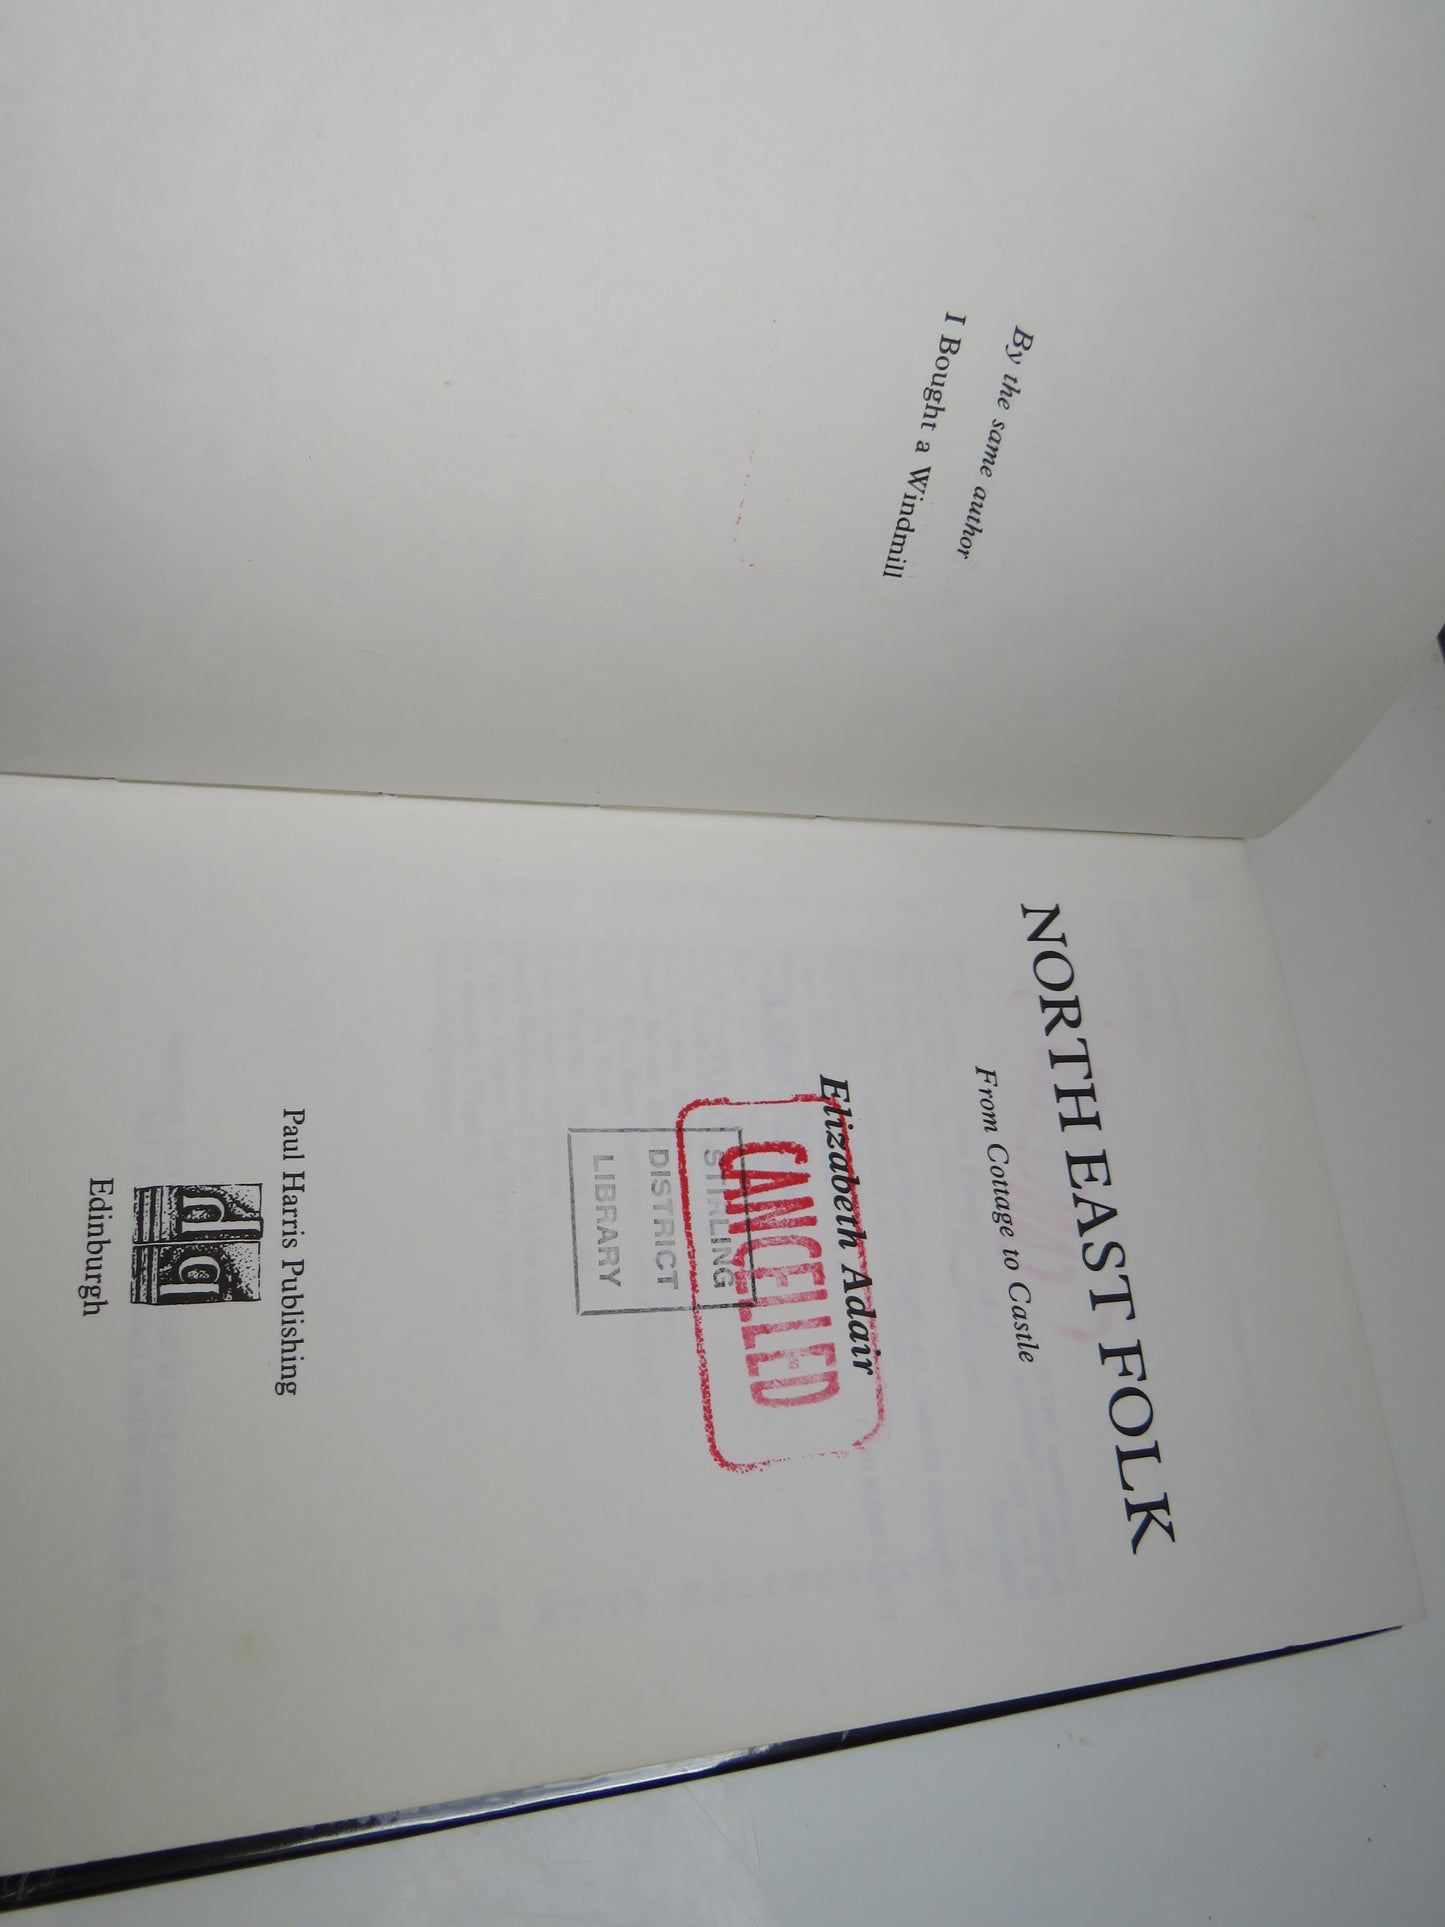 By the same author
I Bought a Windmill
NORTH EAST FOLK
From Cottage to Castle
Elizabeth Adair
CANCELLED
STIRLING
DISTRICT
LIBRARY
Paul Harris Publishing
Edinburgh